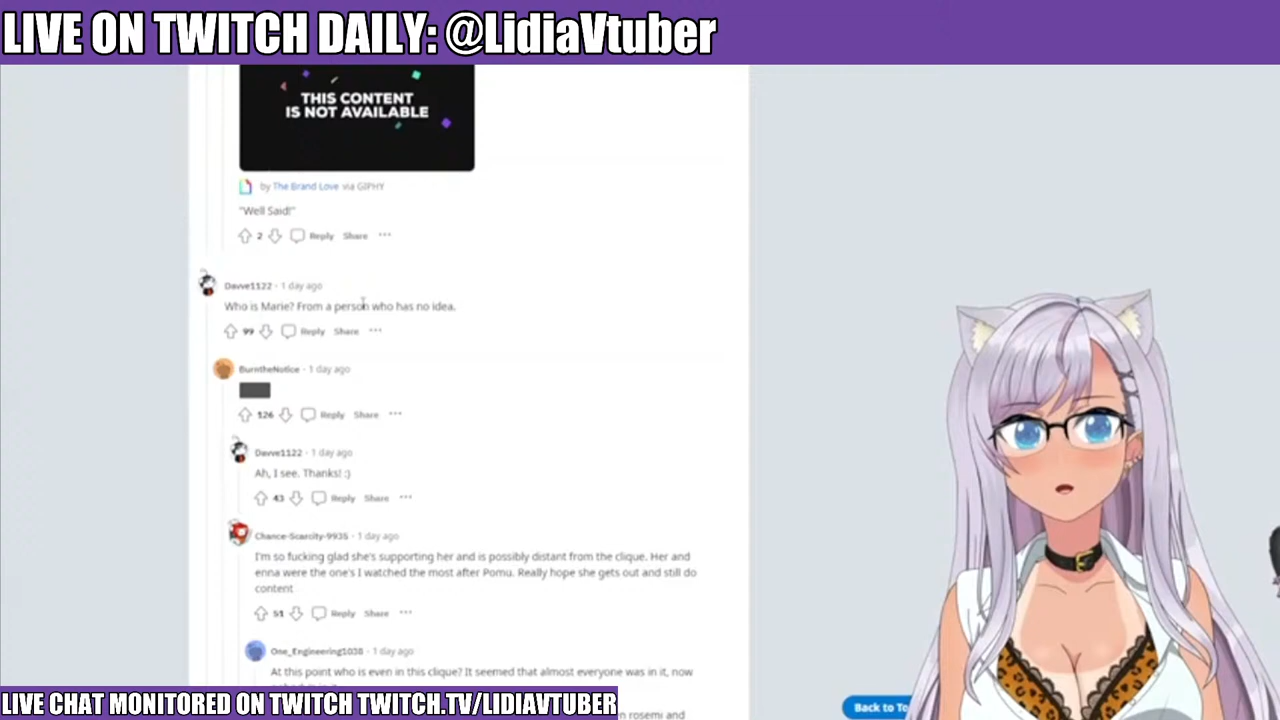 LIVE ON TWITCH DAILY: @LidiaVtuber
THIS CONTENT
IS NOT AVAILABLE
by The Brand Love via GIPHY
"Well Said!"
2 Reply Share ...
Davve1122 · 1 day ago
Who is Marie? From a person who has no idea.
99 Reply Share ...
BurntheNotice · 1 day ago
126 Reply Share ...
Davve1122 · 1 day ago
Ah, I see. Thanks! :)
43 Reply Share ...
Chance-Scarcity-9935 · 1 day ago
I'm so fucking glad she's supporting her and is possibly distant from the clique. Her and
enna were the one's I watched the most after Pomu. Really hope she gets out and still do
content
51 Reply Share ...
One_Engineering1038 · 1 day ago
At this point who is even in this clique? It seemed that almost everyone was in it, now
rosemi and
Back to To
LIVE CHAT MONITORED ON TWITCH TWITCH.TV/LIDIAVTUBER